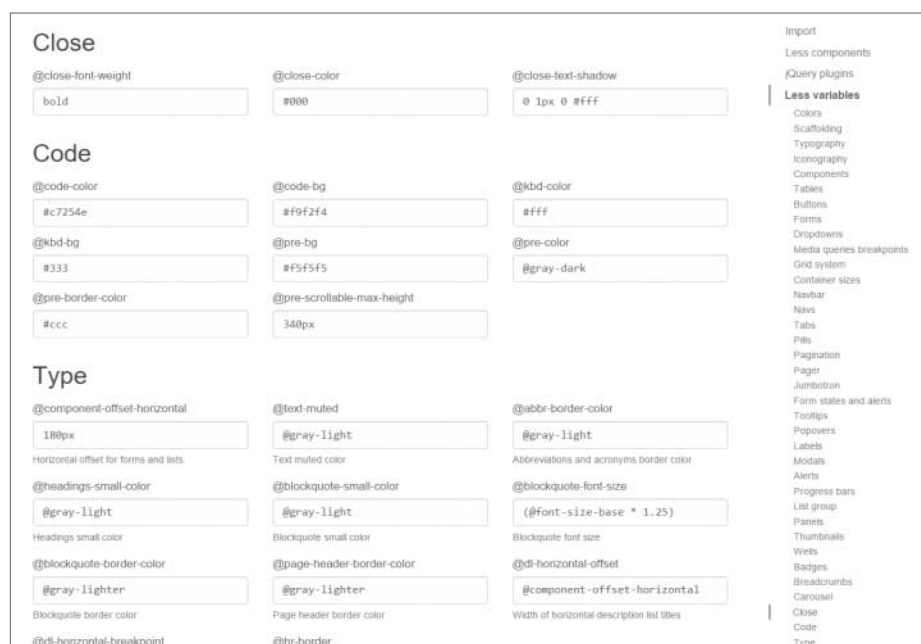 Close
@close-font-weight @close-color @close-text-shadow
bold #000 0 1px 0 #fff
Code
@code-color @code-bg @kbd-color
#c7254e #f9f2f4 #fff
@kbd-bg @pre-bg @pre-color
#333 #f5f5f5 @gray-dark
@pre-border-color @pre-scrollable-max-height
#ccc 340px
Type
@component-offset-horizontal @text-muted @abbr-border-color
180px @gray-light @gray-light
Horizontal offset for forms and lists. Text muted color Abbreviations and acronyms border color
@headings-small-color @blockquote-small-color @blockquote-font-size
@gray-light @gray-light (@font-size-base * 1.25)
Headings small color Blockquote small color Blockquote font size
@blockquote-border-color @page-header-border-color @dl-horizontal-offset
@gray-lighter @gray-lighter @component-offset-horizontal
Blockquote border color Page header border color Width of horizontal description list titles
@dl-horizontal-breakpoint @hr-border
Import
Less components
jQuery plugins
Less variables
Colors
Scaffolding
Typography
Iconography
Components
Tables
Buttons
Forms
Dropdowns
Media queries breakpoints
Grid system
Container sizes
Navbar
Navs
Tabs
Pills
Pagination
Pager
Jumbotron
Form states and alerts
Tooltips
Popovers
Labels
Modals
Alerts
Progress bars
List group
Panels
Thumbnails
Wells
Badges
Breadcrumbs
Carousel
Close
Code
Type